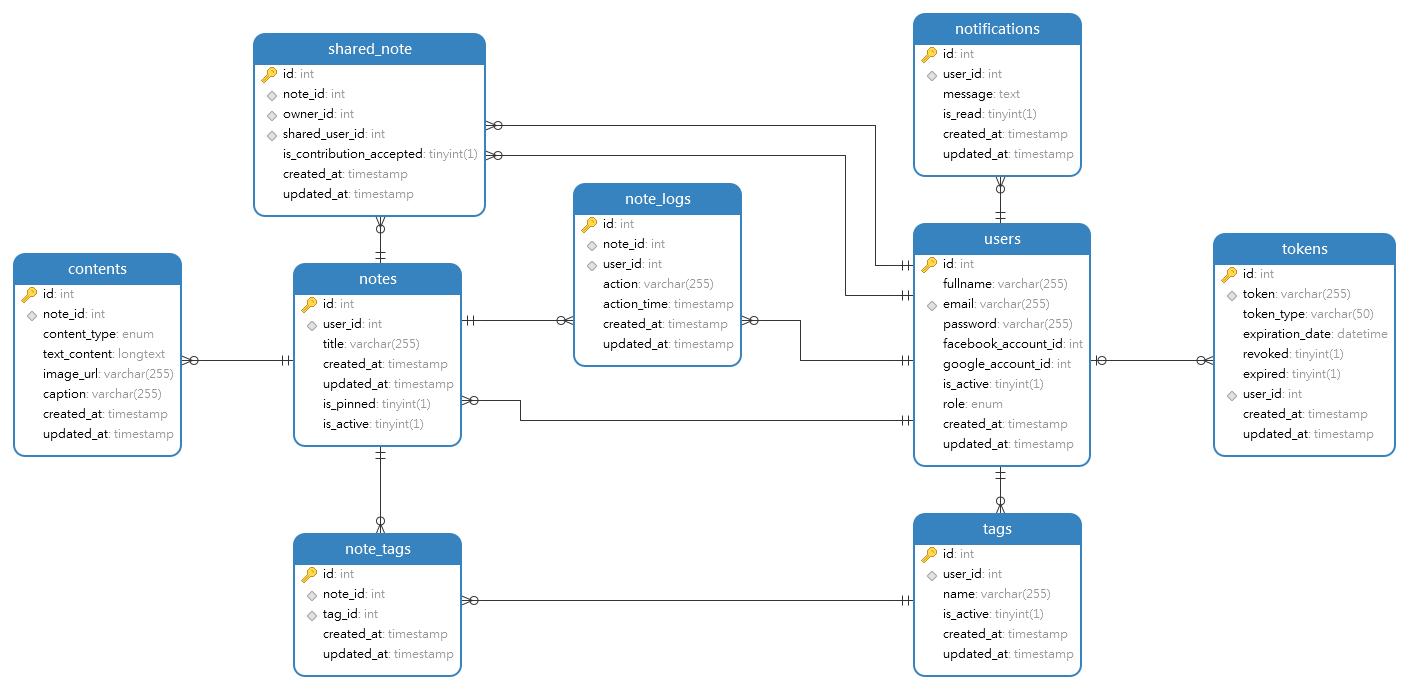 shared_note
id: int
note_id: int
owner_id: int
shared_user_id: int
is_contribution_accepted: tinyint(1)
created_at: timestamp
updated_at: timestamp
notifications
id: int
user_id: int
message: text
is_read: tinyint(1)
created_at: timestamp
updated_at: timestamp
note_logs
id: int
note_id: int
user_id: int
action: varchar(255)
action_time: timestamp
created_at: timestamp
updated_at: timestamp
contents
id: int
note_id: int
content_type: enum
text_content: longtext
image_url: varchar(255)
caption: varchar(255)
created_at: timestamp
updated_at: timestamp
notes
id: int
user_id: int
title: varchar(255)
created_at: timestamp
updated_at: timestamp
is_pinned: tinyint(1)
is_active: tinyint(1)
users
id: int
fullname: varchar(255)
email: varchar(255)
password: varchar(255)
facebook_account_id: int
google_account_id: int
is_active: tinyint(1)
role: enum
created_at: timestamp
updated_at: timestamp
tokens
id: int
token: varchar(255)
token_type: varchar(50)
expiration_date: datetime
revoked: tinyint(1)
expired: tinyint(1)
user_id: int
created_at: timestamp
updated_at: timestamp
note_tags
id: int
note_id: int
tag_id: int
created_at: timestamp
updated_at: timestamp
tags
id: int
user_id: int
name: varchar(255)
is_active: tinyint(1)
created_at: timestamp
updated_at: timestamp